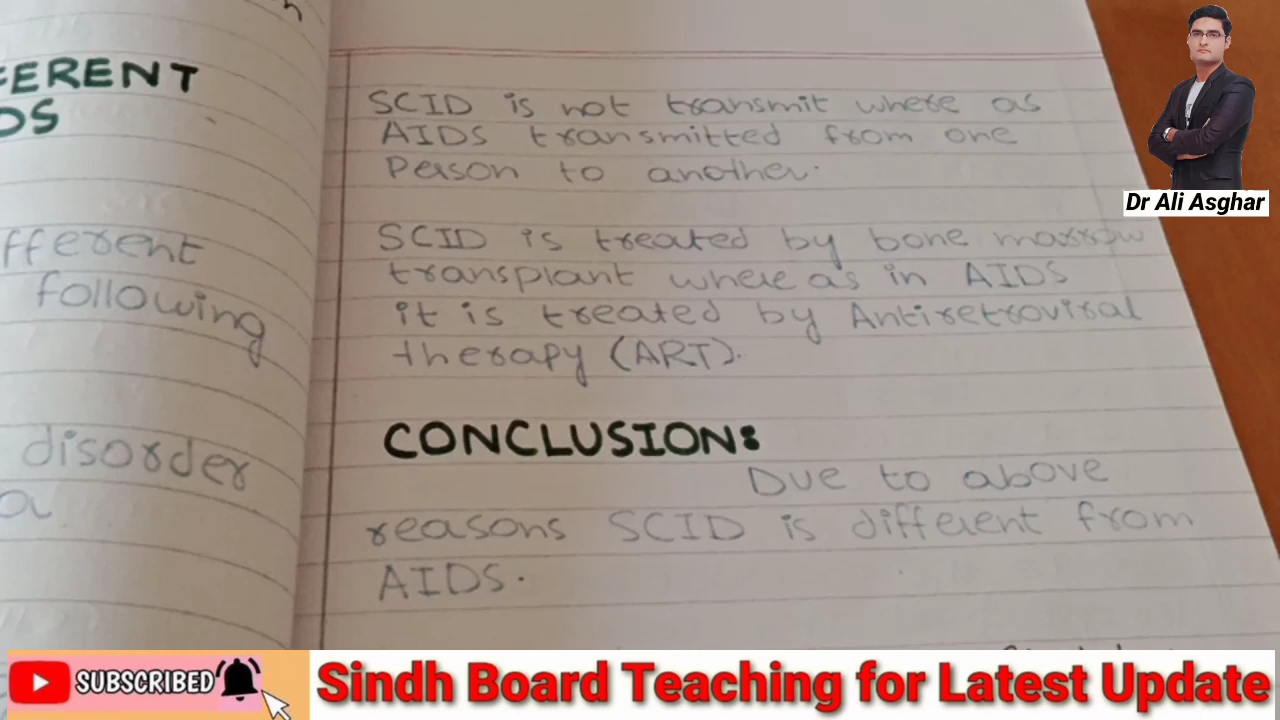 FERENT
DS
fferent
following
disorder
a
SCID is not transmit where as
AIDS transmitted from one
Person to another.
SCID is treated by bone marrow
transplant where as in AIDS
it is treated by Antiretroviral
therapy (ART).
CONCLUSION:
Due to above
reasons SCID is different from
AIDS.
Dr Ali Asghar
SUBSCRIBED
Sindh Board Teaching for Latest Update